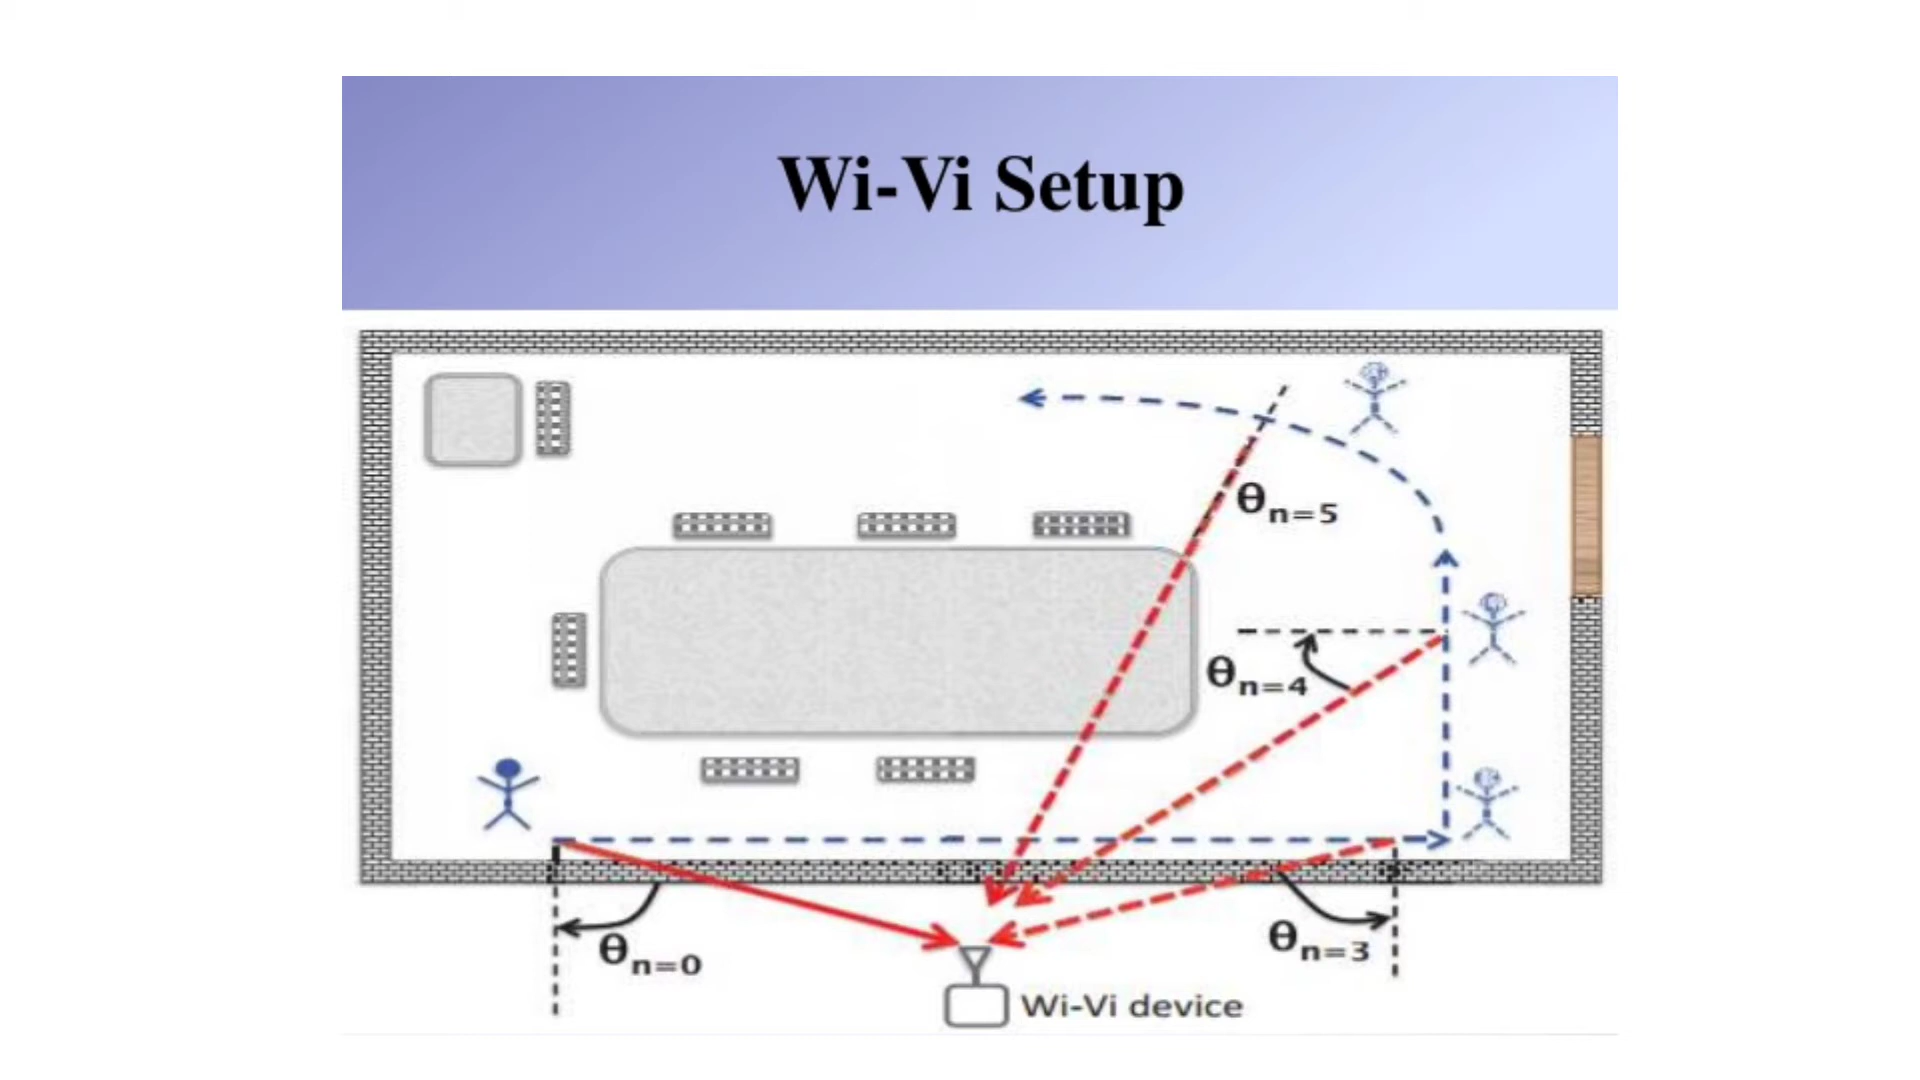 Wi-Vi Setup
θn=5
θn=4
θn=0
θn=3
Wi-Vi device